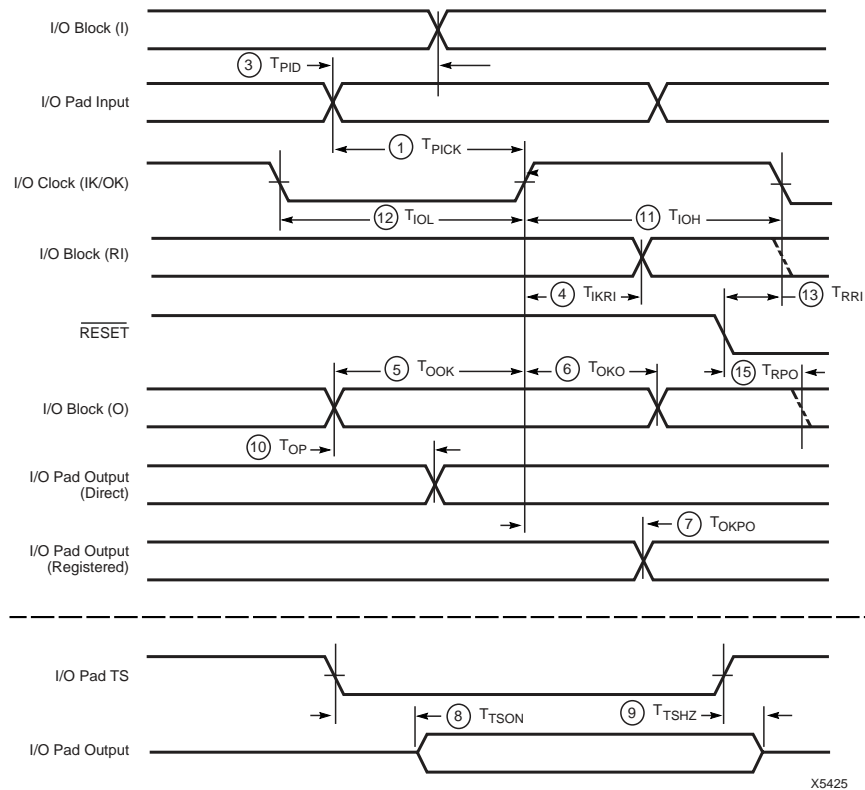 I/O Block (I)
3 TPID
I/O Pad Input
1 TPICK
I/O Clock (IK/OK)
12 TIOL
11 TIOH
I/O Block (RI)
4 TIKRI
13 TRRI
RESET
5 TOOK
6 TOKO
15 TRPO
I/O Block (O)
10 TOP
I/O Pad Output
(Direct)
7 TOKPO
I/O Pad Output
(Registered)
I/O Pad TS
8 TTSON
9 TTSHZ
I/O Pad Output
X5425